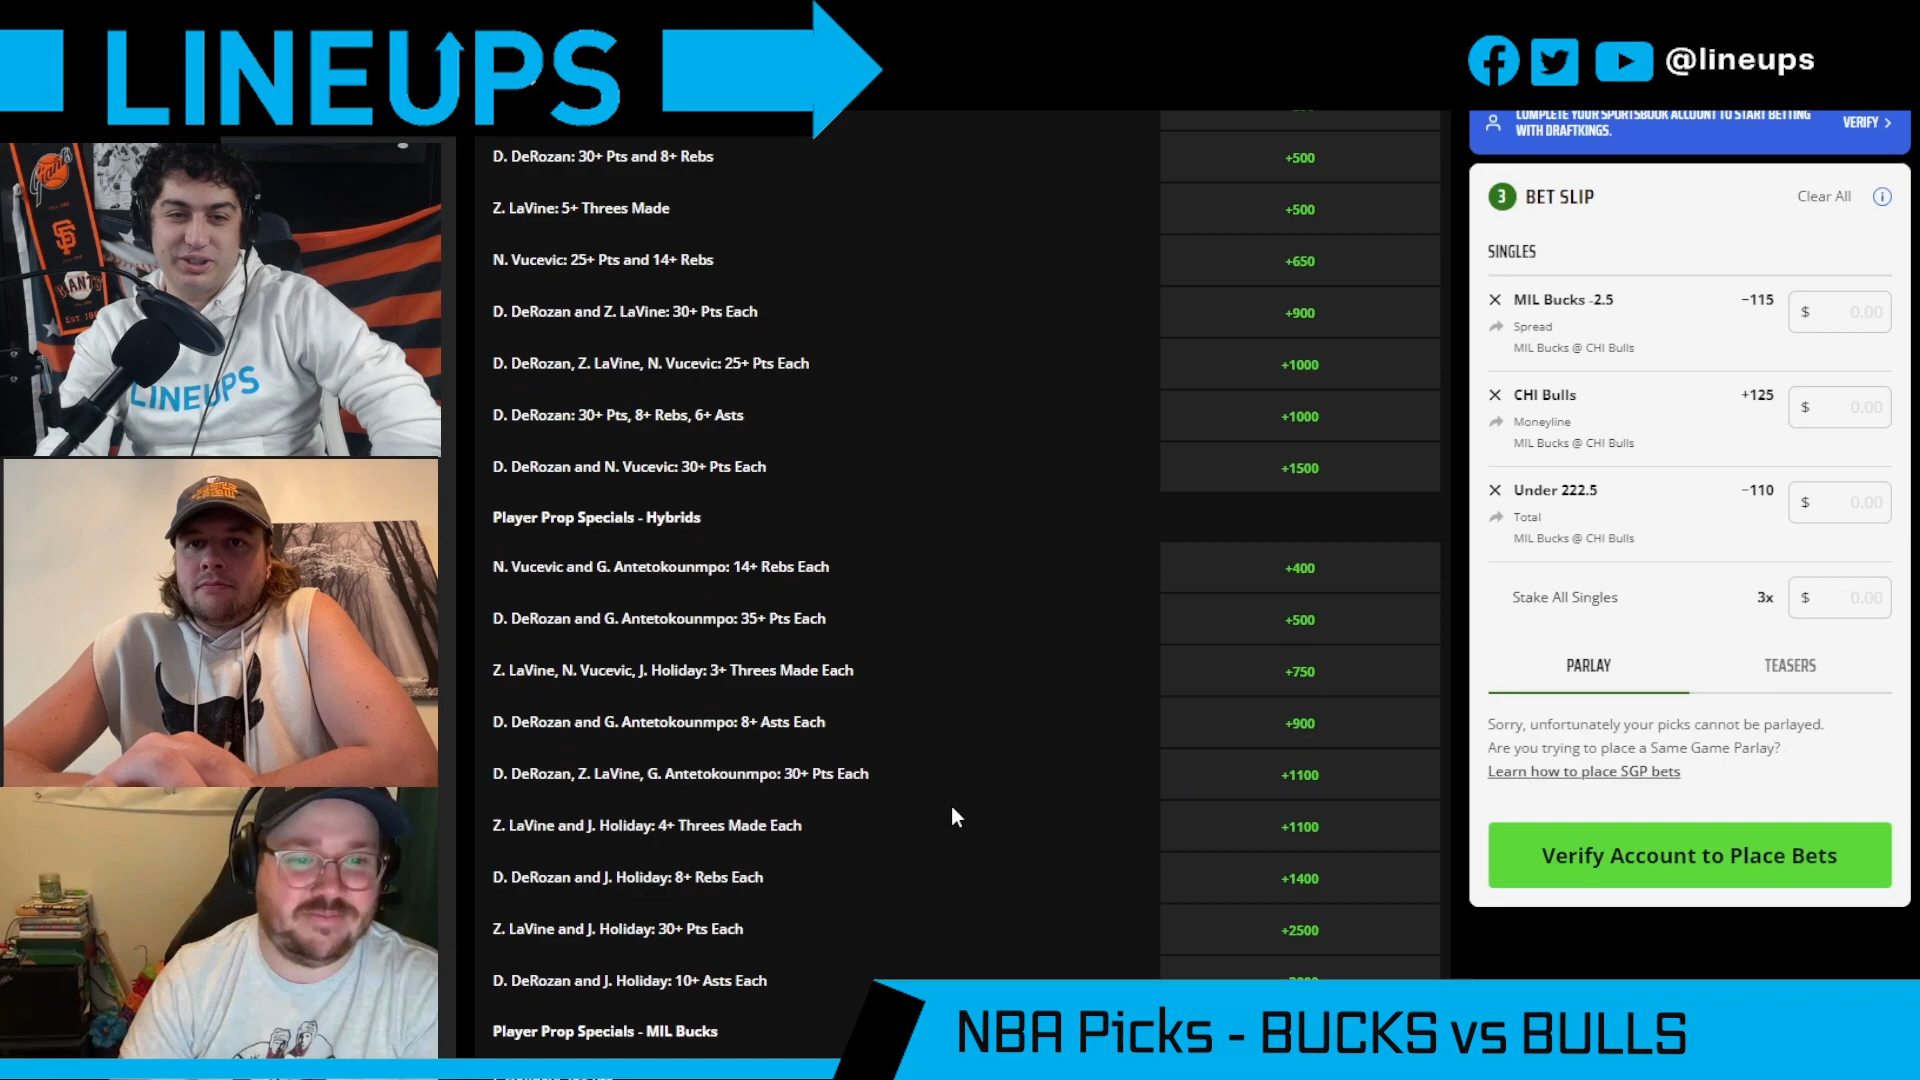 LINEUPS
@lineups
COMPLETE YOUR SPORTSBOOK ACCOUNT TO START BETTING
WITH DRAFTKINGS.
VERIFY >
D. DeRozan: 30+ Pts and 8+ Rebs
+500
Z. LaVine: 5+ Threes Made
+500
N. Vucevic: 25+ Pts and 14+ Rebs
+650
D. DeRozan and Z. LaVine: 30+ Pts Each
+900
D. DeRozan, Z. LaVine, N. Vucevic: 25+ Pts Each
+1000
D. DeRozan: 30+ Pts, 8+ Rebs, 6+ Asts
+1000
D. DeRozan and N. Vucevic: 30+ Pts Each
+1500
Player Prop Specials - Hybrids
N. Vucevic and G. Antetokounmpo: 14+ Rebs Each
+400
D. DeRozan and G. Antetokounmpo: 35+ Pts Each
+500
Z. LaVine, N. Vucevic, J. Holiday: 3+ Threes Made Each
+750
D. DeRozan and G. Antetokounmpo: 8+ Asts Each
+900
D. DeRozan, Z. LaVine, G. Antetokounmpo: 30+ Pts Each
+1100
Z. LaVine and J. Holiday: 4+ Threes Made Each
+1100
D. DeRozan and J. Holiday: 8+ Rebs Each
+1400
Z. LaVine and J. Holiday: 30+ Pts Each
+2500
D. DeRozan and J. Holiday: 10+ Asts Each
Player Prop Specials - MIL Bucks
3 BET SLIP
Clear All
SINGLES
MIL Bucks -2.5 −115
$ 0.00
Spread
MIL Bucks @ CHI Bulls
CHI Bulls +125
$ 0.00
Moneyline
MIL Bucks @ CHI Bulls
Under 222.5 −110
$ 0.00
Total
MIL Bucks @ CHI Bulls
Stake All Singles 3x $ 0.00
PARLAY TEASERS
Sorry, unfortunately your picks cannot be parlayed.
Are you trying to place a Same Game Parlay?
Learn how to place SGP bets
Verify Account to Place Bets
Giants
SF
GIANTS
EST. 18
LINEUPS
NBA Picks - BUCKS vs BULLS